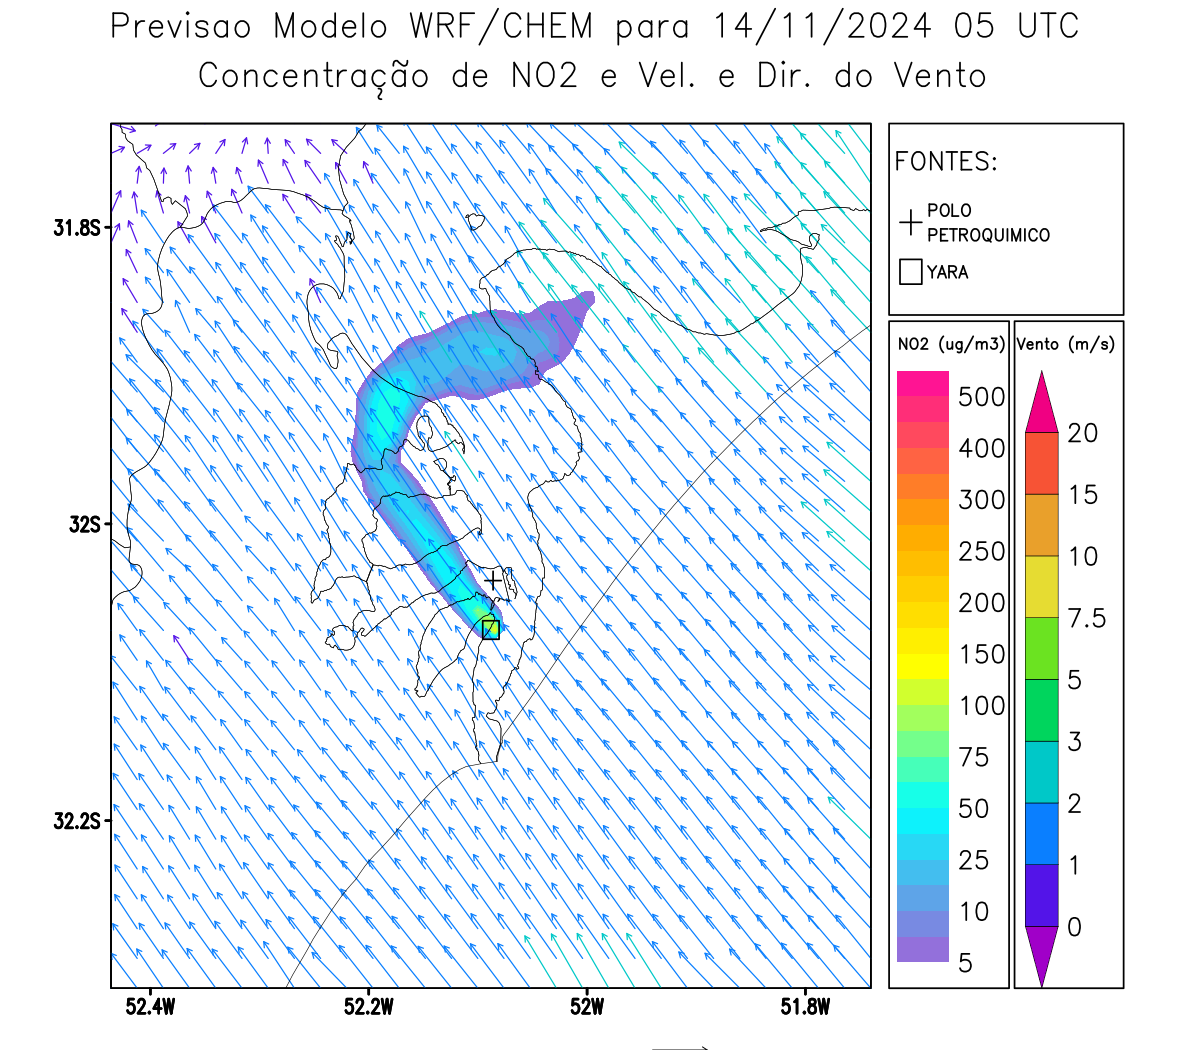 Previsao Modelo WRF/CHEM para 14/11/2024 05 UTC
Concentração de NO2 e Vel. e Dir. do Vento
FONTES:
POLO
PETROQUIMICO
YARA
31.8S
32S
32.2S
52.4W
52.2W
52W
51.8W
NO2 (ug/m3)
500
400
300
250
200
150
100
75
50
25
10
5
Vento (m/s)
20
15
10
7.5
5
3
2
1
0